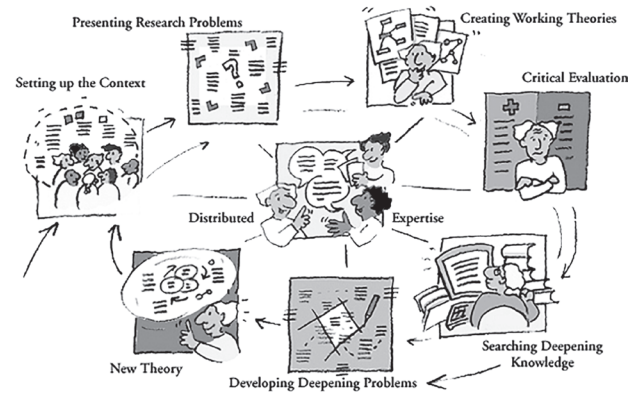 Presenting Research Problems
Creating Working Theories
Setting up the Context
Critical Evaluation
Distributed
Expertise
Searching Deepening
Knowledge
New Theory
Developing Deepening Problems